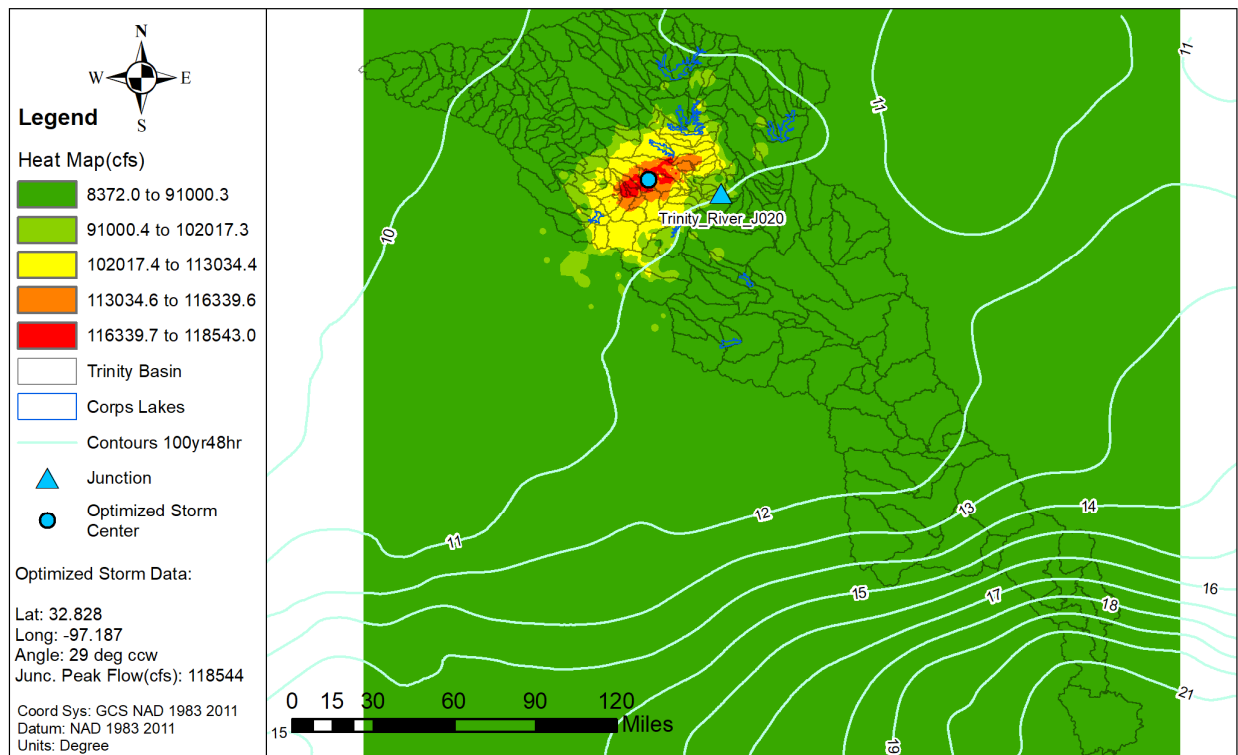 N
W
E
S
Legend
Heat Map(cfs)
8372.0 to 91000.3
91000.4 to 102017.3
102017.4 to 113034.4
113034.6 to 116339.6
116339.7 to 118543.0
Trinity Basin
Corps Lakes
Contours 100yr48hr
Junction
Optimized Storm
Center
Optimized Storm Data:
Lat: 32.828
Long: -97.187
Angle: 29 deg ccw
Junc. Peak Flow(cfs): 118544
Coord Sys: GCS NAD 1983 2011
Datum: NAD 1983 2011
Units: Degree
11
11
10
Trinity_River_J020
11
12
13
14
15
16
17
18
19
21
15
0 15 30 60 90 120
Miles